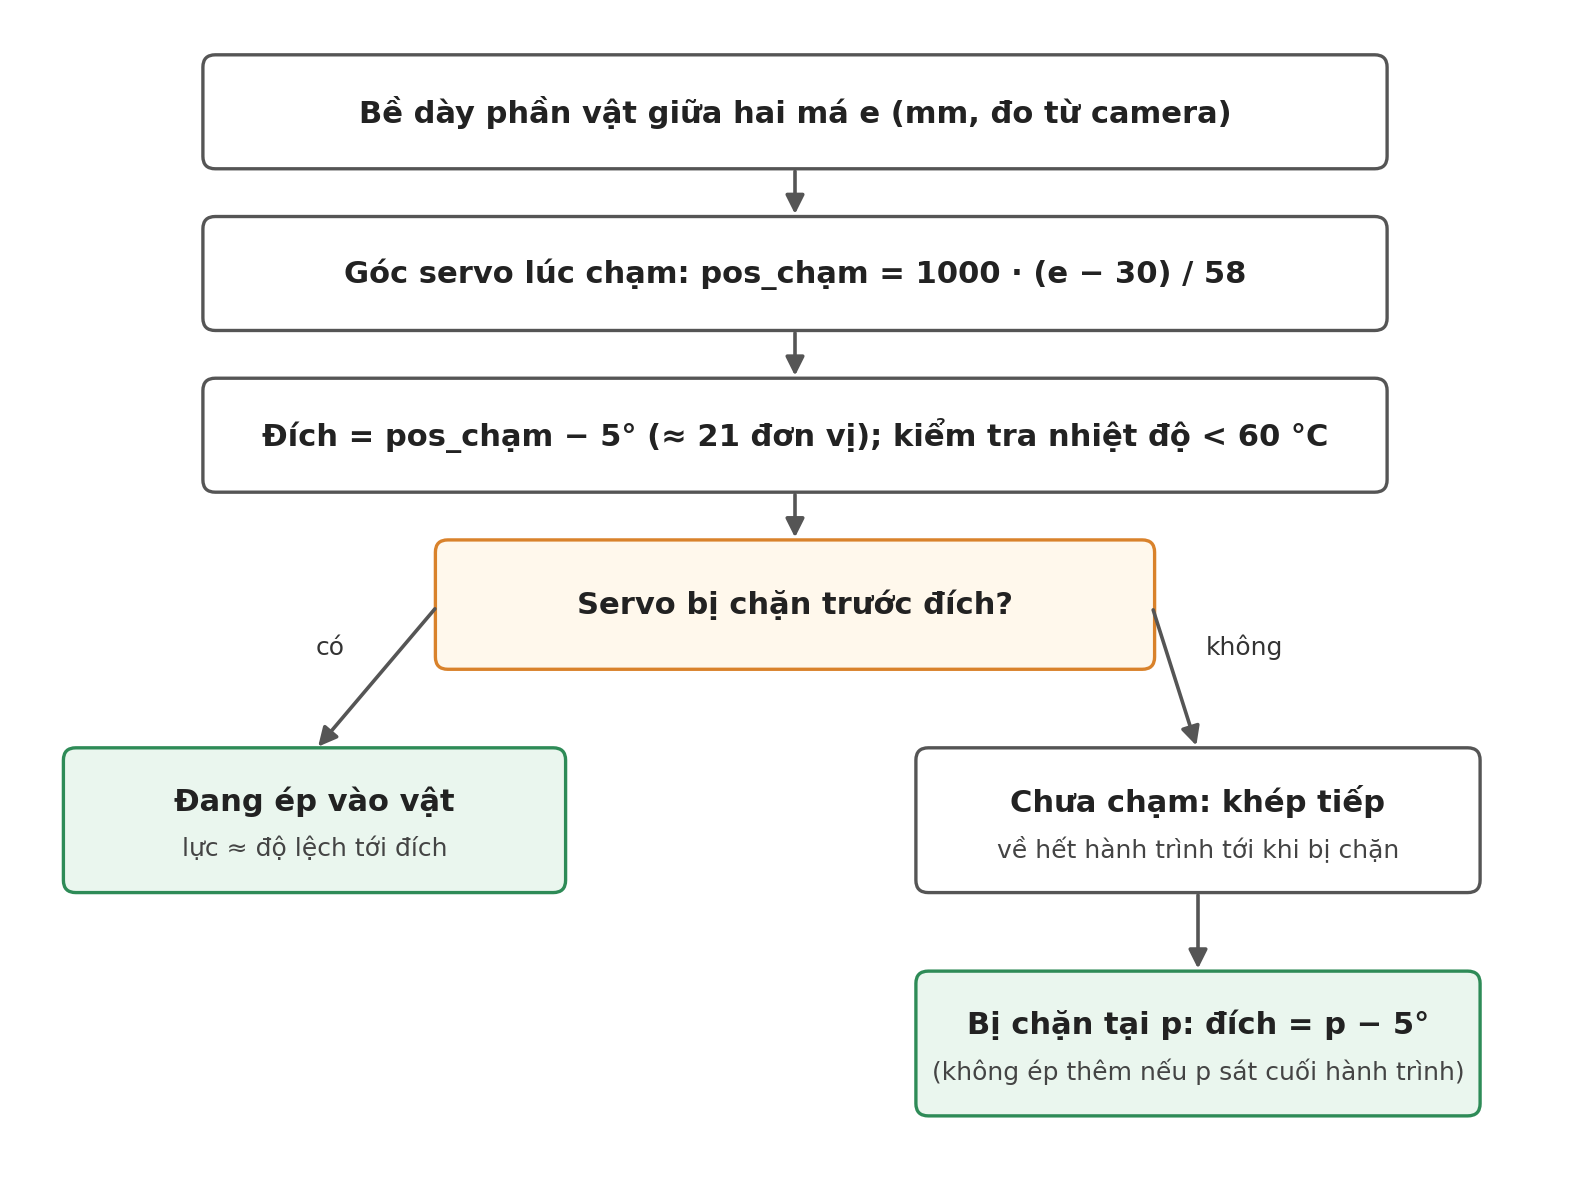 Bề dày phần vật giữa hai má e (mm, đo từ camera)
Góc servo lúc chạm: pos_chạm = 1000 · (e − 30) / 58
Đích = pos_chạm − 5° (≈ 21 đơn vị); kiểm tra nhiệt độ < 60 °C
Servo bị chặn trước đích?
có
không
Đang ép vào vật
lực ≈ độ lệch tới đích
Chưa chạm: khép tiếp
về hết hành trình tới khi bị chặn
Bị chặn tại p: đích = p − 5°
(không ép thêm nếu p sát cuối hành trình)